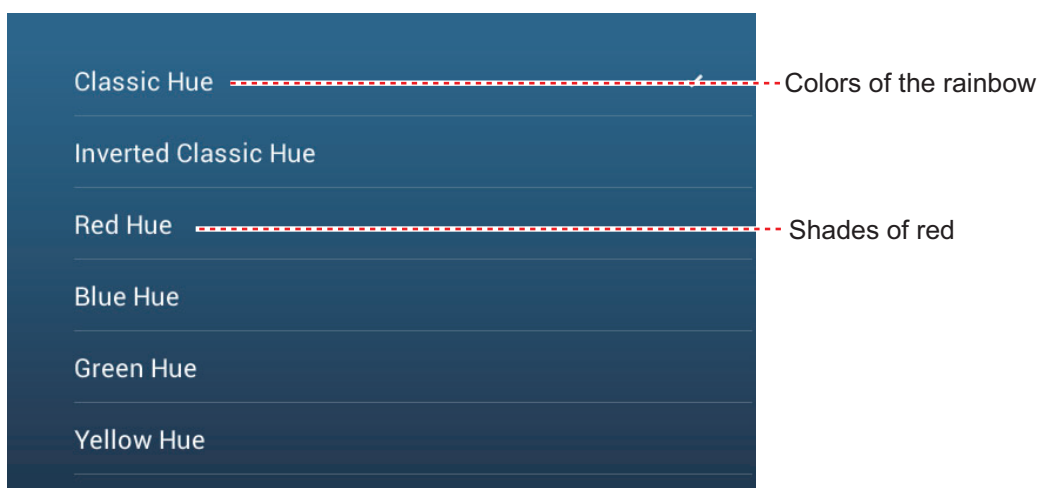 Classic Hue
Colors of the rainbow
Inverted Classic Hue
Red Hue
Shades of red
Blue Hue
Green Hue
Yellow Hue